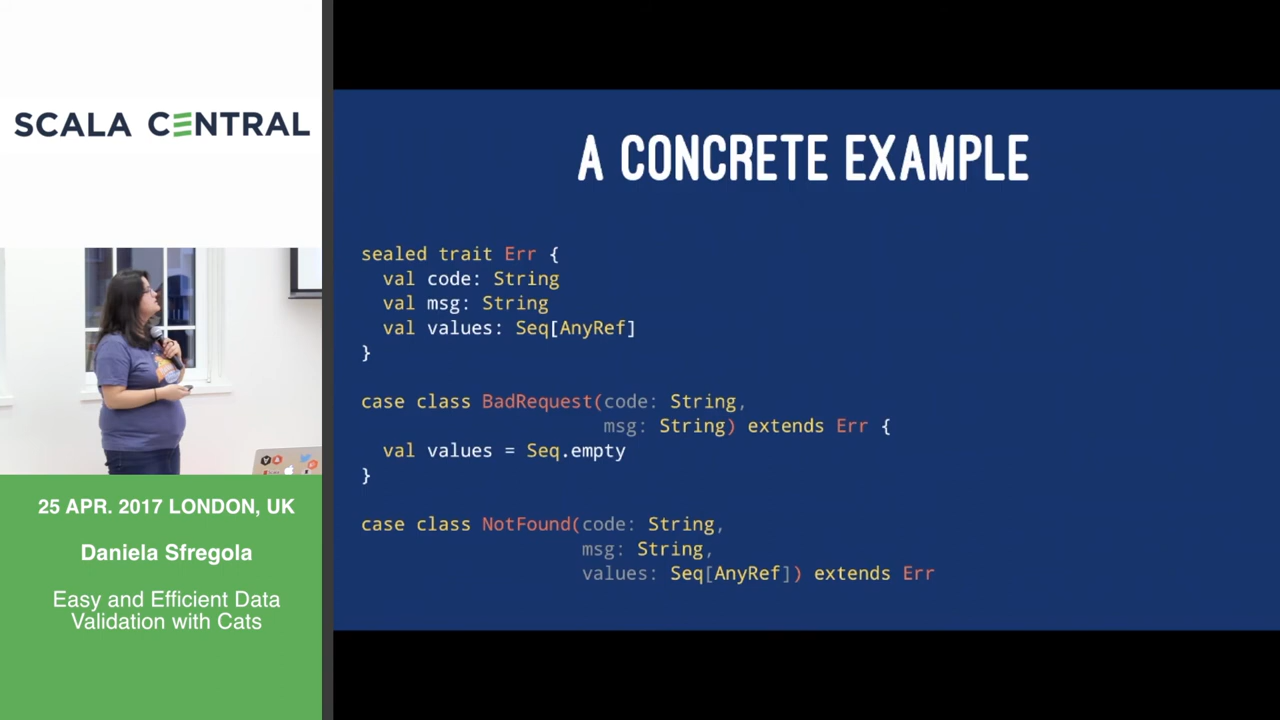 SCALA CENTRAL
25 APR. 2017 LONDON, UK
Daniela Sfregola
Easy and Efficient Data
Validation with Cats
A CONCRETE EXAMPLE
sealed trait Err {
  val code: String
  val msg: String
  val values: Seq[AnyRef]
}
case class BadRequest(code: String,
                      msg: String) extends Err {
  val values = Seq.empty
}
case class NotFound(code: String,
                    msg: String,
                    values: Seq[AnyRef]) extends Err